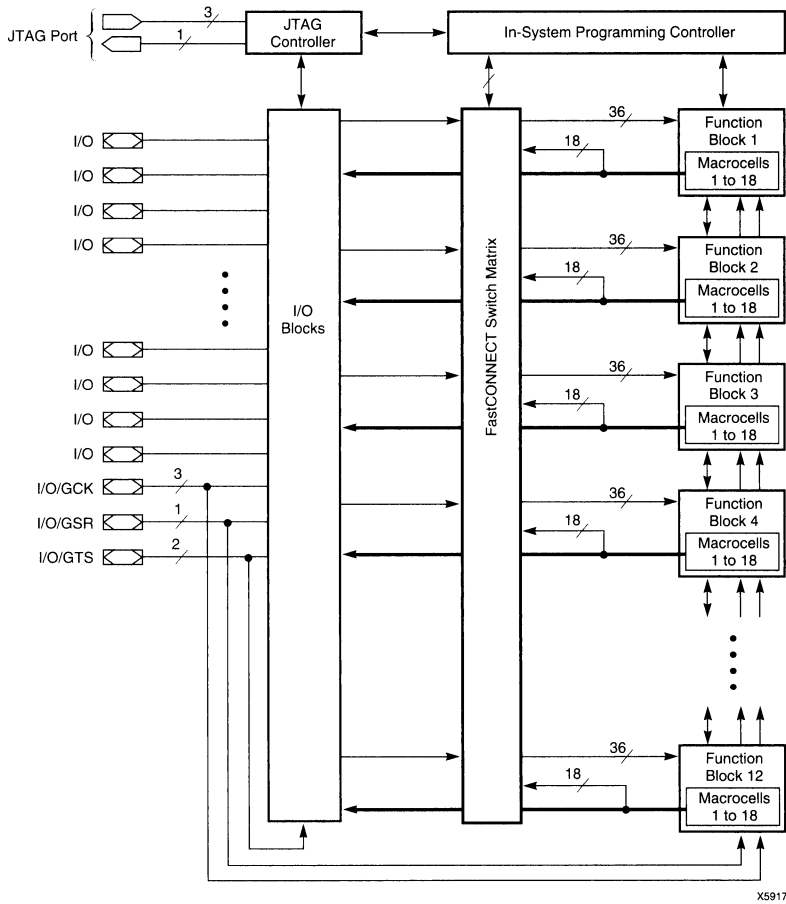 JTAG Port
3
1
JTAG
Controller
In-System Programming Controller
I/O
I/O
I/O
I/O
I/O
I/O
I/O
I/O
I/O/GCK
3
I/O/GSR
1
I/O/GTS
2
I/O
Blocks
FastCONNECT Switch Matrix
36
18
Function
Block 1
Macrocells
1 to 18
36
18
Function
Block 2
Macrocells
1 to 18
36
18
Function
Block 3
Macrocells
1 to 18
36
18
Function
Block 4
Macrocells
1 to 18
36
18
Function
Block 12
Macrocells
1 to 18
X5917